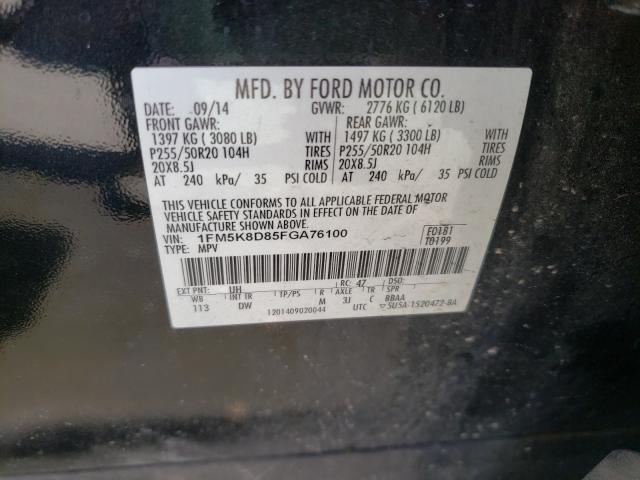 MFD. BY FORD MOTOR CO.
DATE: 09/14 GVWR: 2776 KG ( 6120 LB)
FRONT GAWR: REAR GAWR:
1397 KG ( 3080 LB) WITH 1497 KG ( 3300 LB) WITH
P255/50R20 104H TIRES P255/50R20 104H TIRES
20X8.5J RIMS 20X8.5J RIMS
AT 240 kPa/ 35 PSI COLD AT 240 kPa/ 35 PSI COLD
THIS VEHICLE CONFORMS TO ALL APPLICABLE FEDERAL MOTOR
VEHICLE SAFETY STANDARDS IN EFFECT ON THE DATE OF
MANUFACTURE SHOWN ABOVE.
VIN: 1FM5K8D85FGA76100 F0181
TYPE: MPV T0199
EXT PNT: UH RC: 47 DSO:
WB INT TR TP/PS R AXLE TR SPR
113 DW M 3J C BBAA
1201409020044 UTC 5U5A-1520472-BA